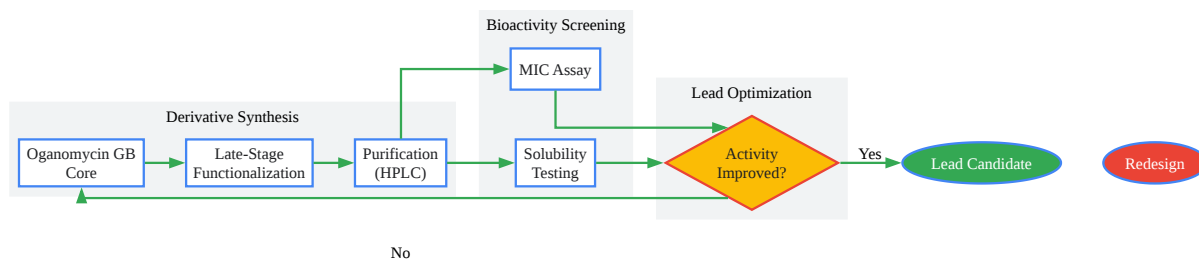 Bioactivity Screening
MIC Assay
Lead Optimization
Derivative Synthesis
Oganomycin GB
Core
Late-Stage
Functionalization
Purification
(HPLC)
Solubility
Testing
Activity
Improved?
Yes
Lead Candidate
Redesign
No